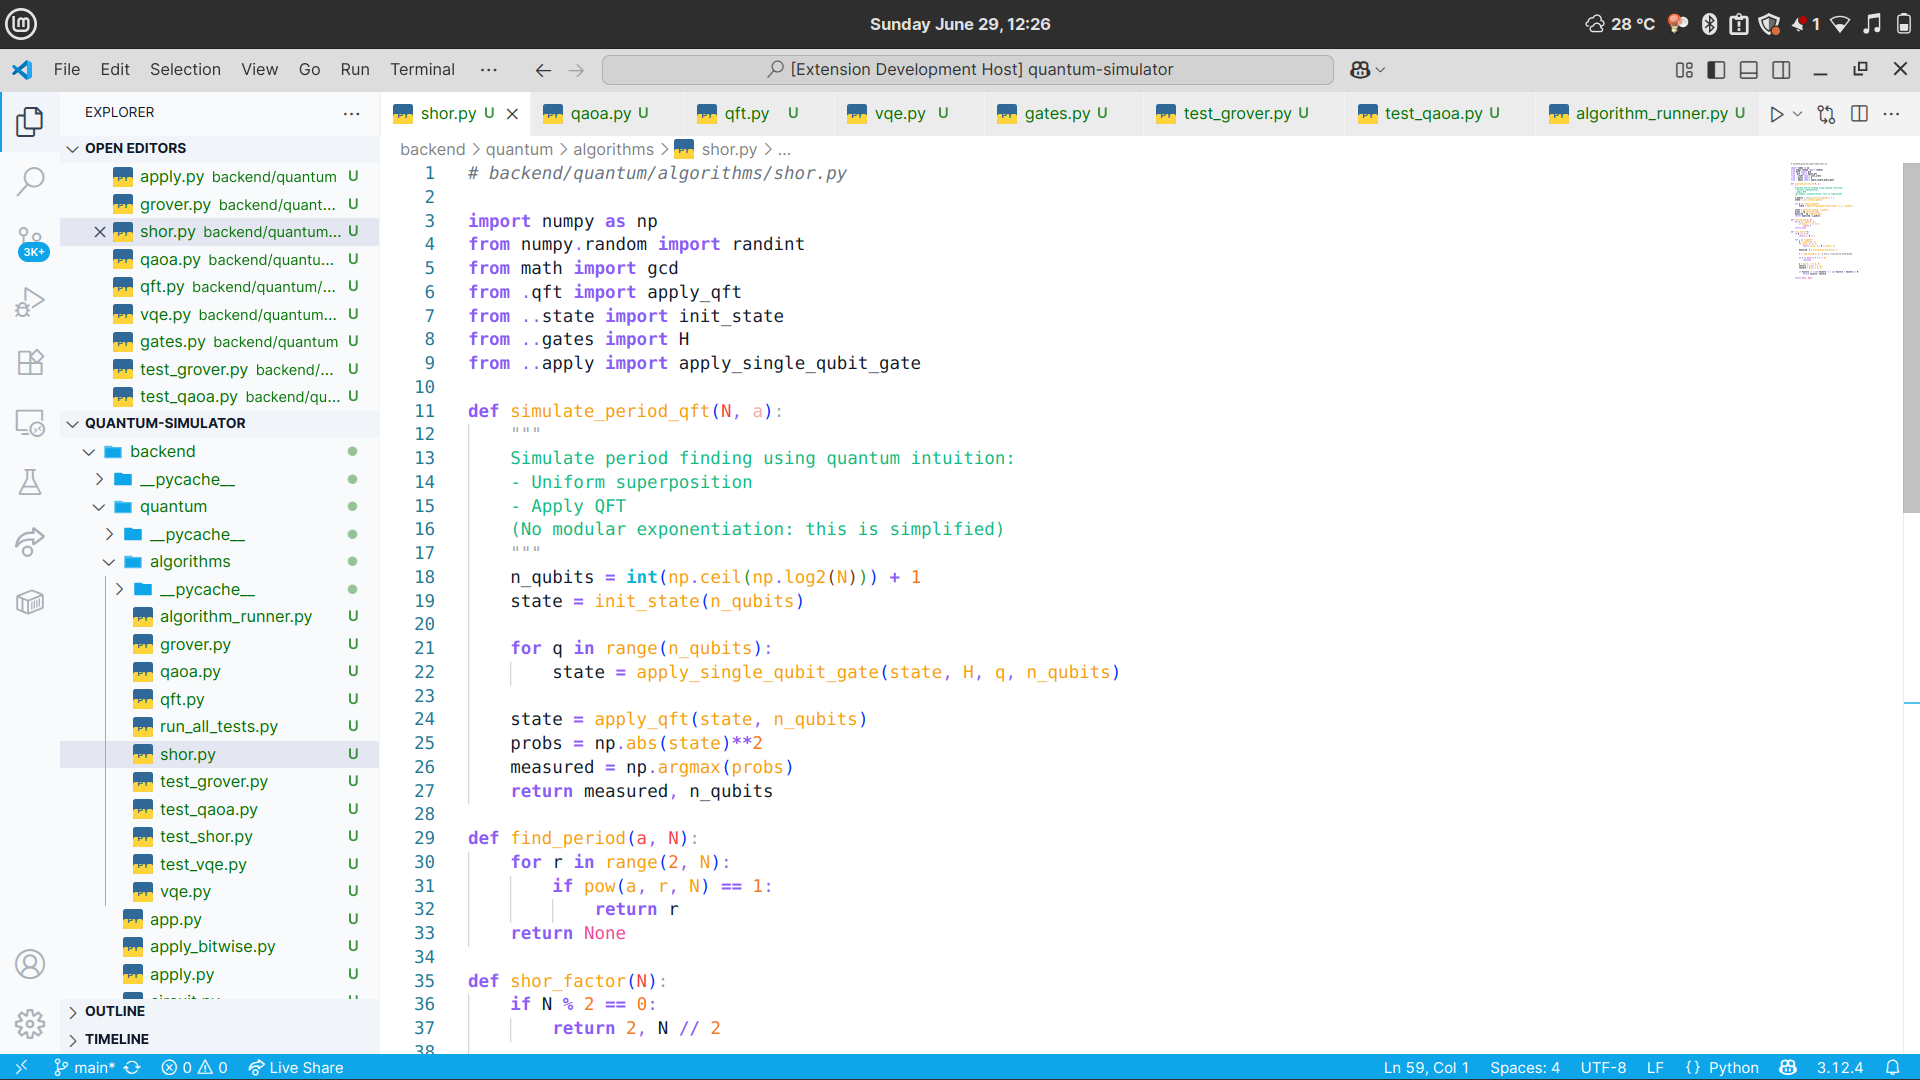 Sunday June 29, 12:26
28 °C
1
File Edit Selection View Go Run Terminal ···
[Extension Development Host] quantum-simulator
EXPLORER
shor.py U
qaoa.py U
qft.py U
vqe.py U
gates.py U
test_grover.py U
test_qaoa.py U
algorithm_runner.py U
OPEN EDITORS
apply.py backend/quantum U
grover.py backend/quant... U
shor.py backend/quantum... U
qaoa.py backend/quantu... U
qft.py backend/quantum/... U
vqe.py backend/quantum... U
gates.py backend/quantum U
test_grover.py backend/... U
test_qaoa.py backend/qu... U
3K+
QUANTUM-SIMULATOR
backend
__pycache__
quantum
__pycache__
algorithms
__pycache__
algorithm_runner.py U
grover.py U
qaoa.py U
qft.py U
run_all_tests.py U
shor.py U
test_grover.py U
test_qaoa.py U
test_shor.py U
test_vqe.py U
vqe.py U
app.py U
apply_bitwise.py U
apply.py U
OUTLINE
TIMELINE
backend > quantum > algorithms > shor.py > ...
1 # backend/quantum/algorithms/shor.py
2
3 import numpy as np
4 from numpy.random import randint
5 from math import gcd
6 from .qft import apply_qft
7 from ..state import init_state
8 from ..gates import H
9 from ..apply import apply_single_qubit_gate
10
11 def simulate_period_qft(N, a):
12     """
13     Simulate period finding using quantum intuition:
14     - Uniform superposition
15     - Apply QFT
16     (No modular exponentiation: this is simplified)
17     """
18     n_qubits = int(np.ceil(np.log2(N))) + 1
19     state = init_state(n_qubits)
20
21     for q in range(n_qubits):
22         state = apply_single_qubit_gate(state, H, q, n_qubits)
23
24     state = apply_qft(state, n_qubits)
25     probs = np.abs(state)**2
26     measured = np.argmax(probs)
27     return measured, n_qubits
28
29 def find_period(a, N):
30     for r in range(2, N):
31         if pow(a, r, N) == 1:
32             return r
33     return None
34
35 def shor_factor(N):
36     if N % 2 == 0:
37         return 2, N // 2
38
main* 0 0 Live Share
Ln 59, Col 1 Spaces: 4 UTF-8 LF {} Python 3.12.4